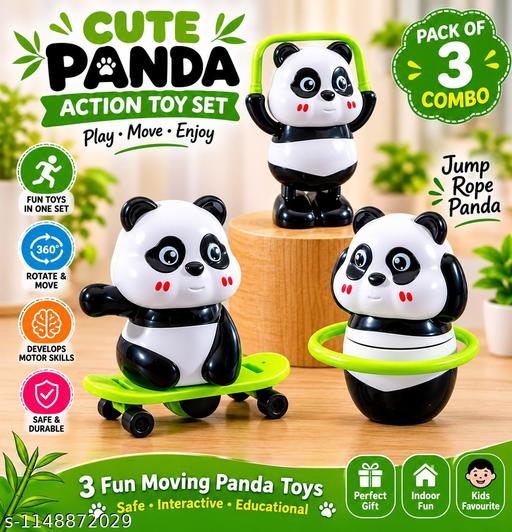 CUTE
PANDA
ACTION TOY SET
Play • Move • Enjoy
PACK OF
3
COMBO
Jump
Rope
Panda
FUN TOYS
IN ONE SET
360°
ROTATE &
MOVE
DEVELOPS
MOTOR SKILLS
SAFE &
DURABLE
3 Fun Moving Panda Toys
Safe • Interactive • Educational
Perfect
Gift
Indoor
Fun
Kids
Favourite
s-1148872029